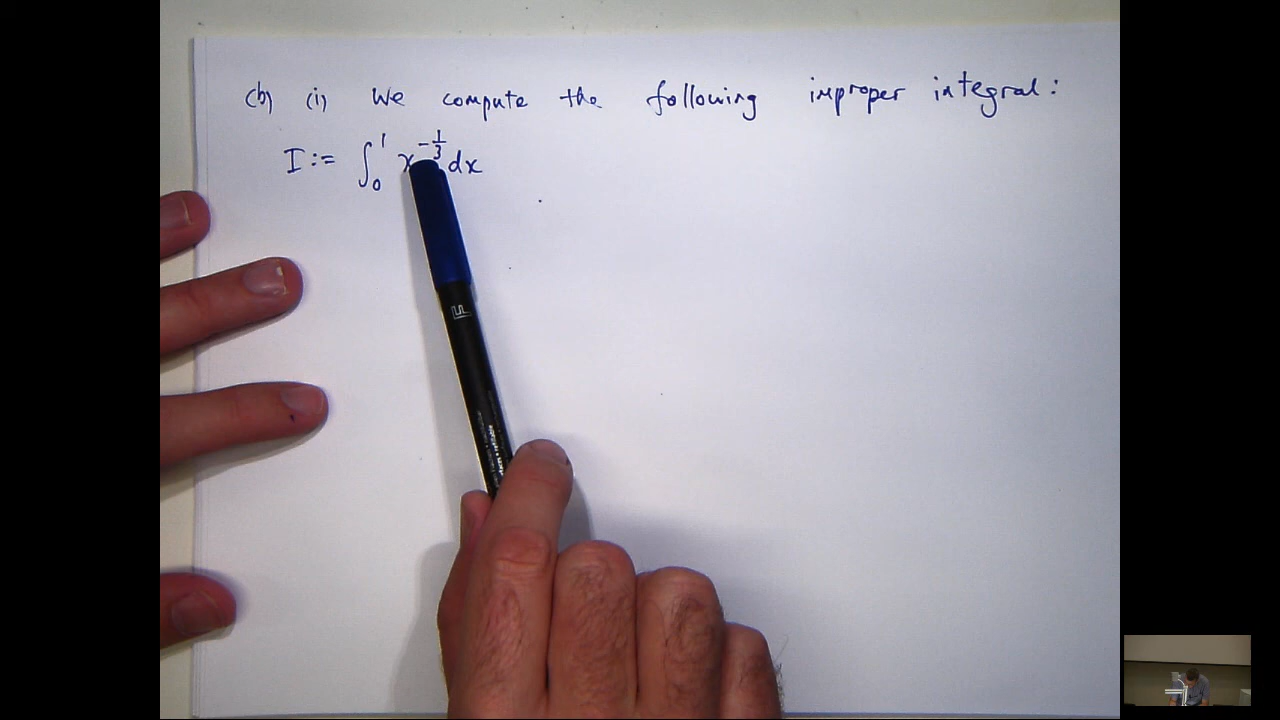 (b) (i) We compute the following improper integral:
I := ∫₀¹ x^{-1/3} dx